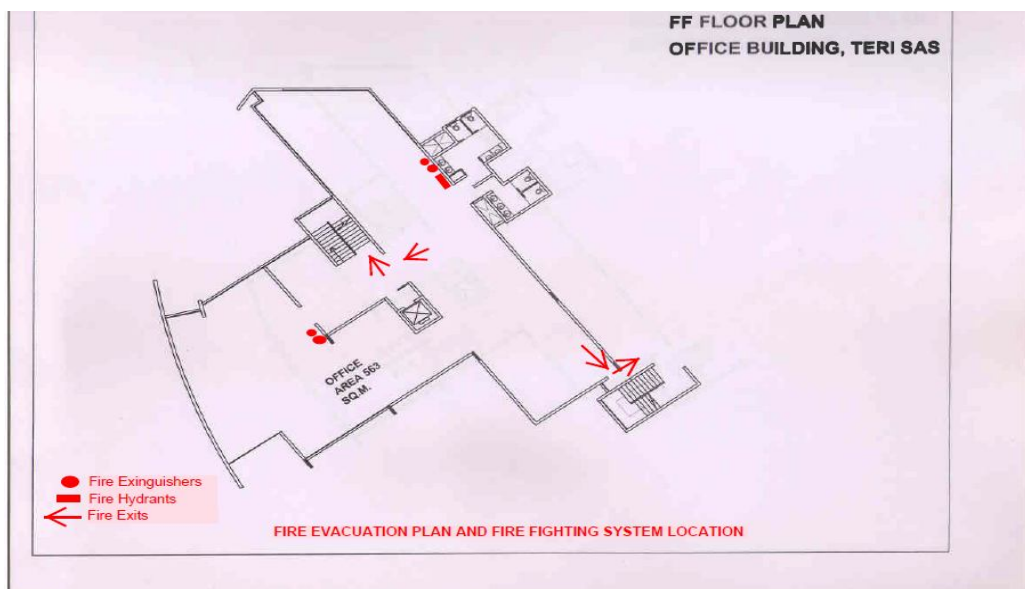 FF FLOOR PLAN
OFFICE BUILDING, TERI SAS
OFFICE
AREA 563
SQ.M.
Fire Exinguishers
Fire Hydrants
Fire Exits
FIRE EVACUATION PLAN AND FIRE FIGHTING SYSTEM LOCATION